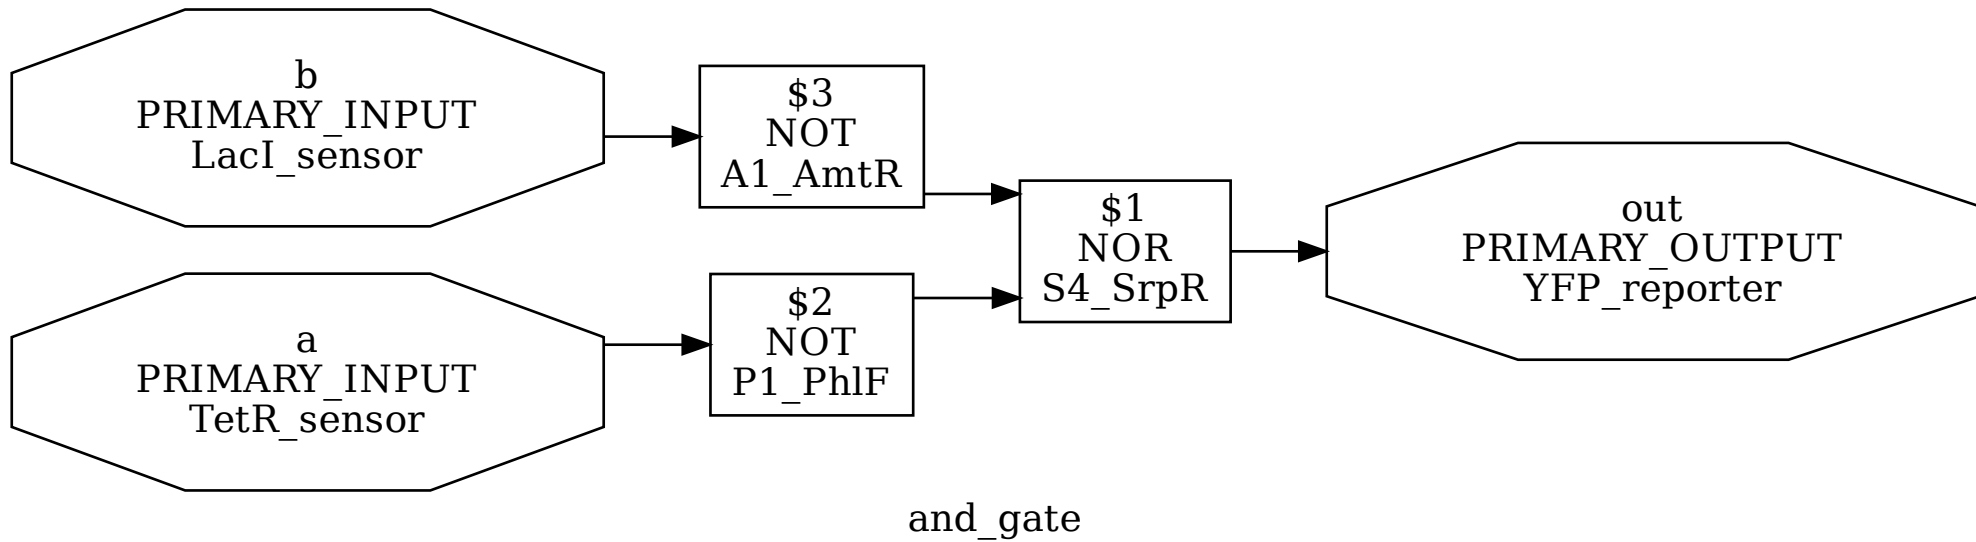 b
PRIMARY_INPUT
LacI_sensor
$3
NOT
A1_AmtR
a
PRIMARY_INPUT
TetR_sensor
$2
NOT
P1_PhlF
$1
NOR
S4_SrpR
out
PRIMARY_OUTPUT
YFP_reporter
and_gate